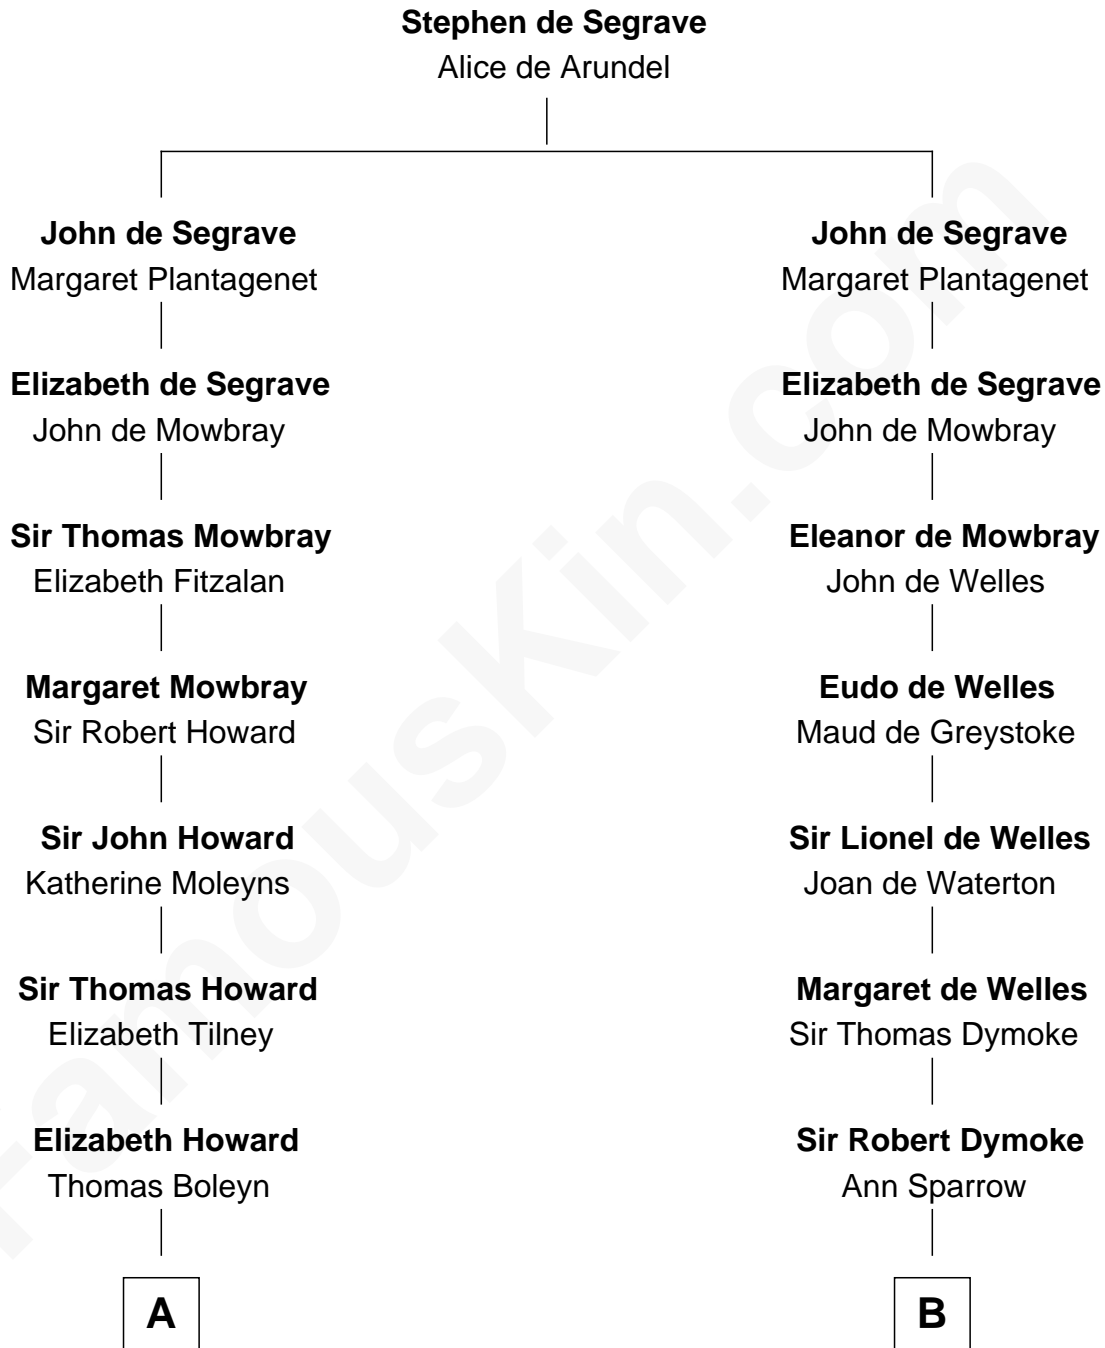 Stephen de Segrave
Alice de Arundel
John de Segrave
Margaret Plantagenet
John de Segrave
Margaret Plantagenet
Elizabeth de Segrave
John de Mowbray
Elizabeth de Segrave
John de Mowbray
Sir Thomas Mowbray
Elizabeth Fitzalan
Eleanor de Mowbray
John de Welles
Margaret Mowbray
Sir Robert Howard
Eudo de Welles
Maud de Greystoke
Sir John Howard
Katherine Moleyns
Sir Lionel de Welles
Joan de Waterton
Sir Thomas Howard
Elizabeth Tilney
Margaret de Welles
Sir Thomas Dymoke
Elizabeth Howard
Thomas Boleyn
Sir Robert Dymoke
Ann Sparrow
A
B
FamousKin.com